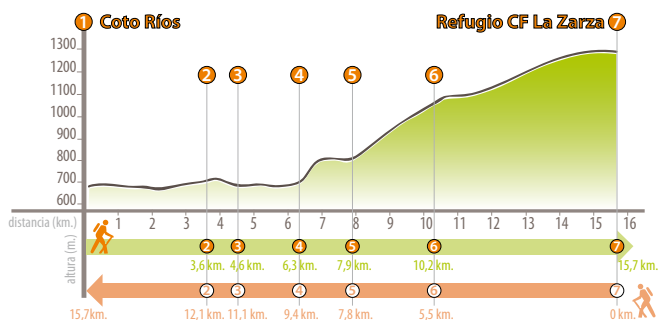 1 Coto Ríos Refugio CF La Zarza 7
1300
1200
1100
1000
900
800
700
600
2 3 4 5 6
distancia (km.) 1 2 3 4 5 6 7 8 9 10 11 12 13 14 15 16
altura (m.)
2 3 4 5 6 7
3,6 km. 4,6 km. 6,3 km. 7,9 km. 10,2 km. 15,7 km.
2 3 4 5 6 7
15,7km. 12,1 km. 11,1 km. 9,4 km. 7,8 km. 5,5 km. 0 km.